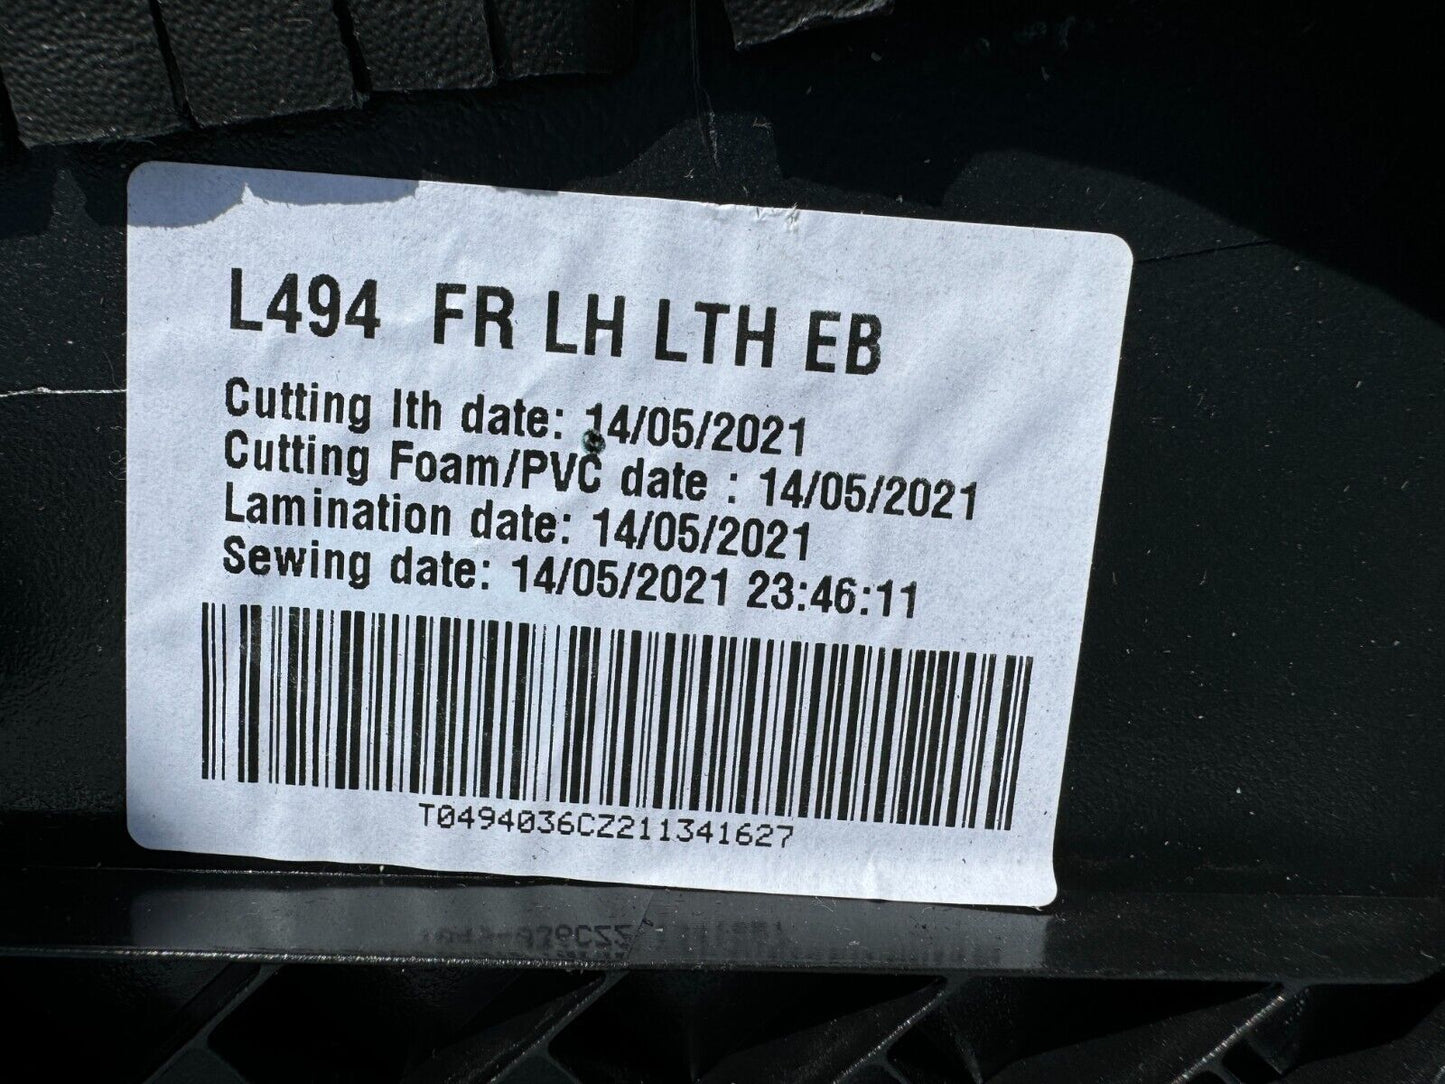 L494 FR LH LTH EB
Cutting lth date: 14/05/2021
Cutting Foam/PVC date : 14/05/2021
Lamination date: 14/05/2021
Sewing date: 14/05/2021 23:46:11
T0494036CZ211341627